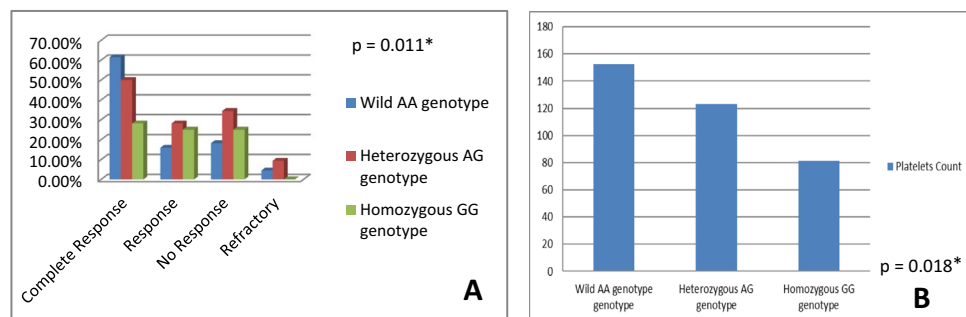 70.00%
60.00%
50.00%
40.00%
30.00%
20.00%
10.00%
0.00%
Complete Response
Response
No Response
Refractory
p = 0.011*
Wild AA genotype
Heterozygous AG
genotype
Homozygous GG
genotype
A
180
160
140
120
100
80
60
40
20
0
Wild AA genotype
genotype
Heterozygous AG
genotype
Homozygous GG
genotype
Platelets Count
p = 0.018*
B